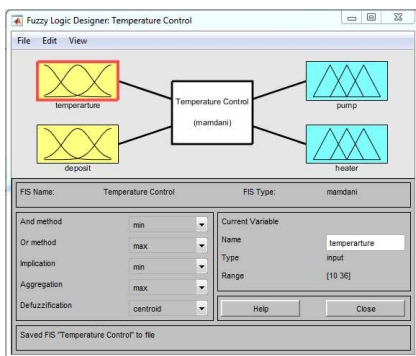 Fuzzy Logic Designer: Temperature Control
File Edit View
temperarture
Temperature Control
(mamdani)
pump
deposit
heater
FIS Name: Temperature Control FIS Type: mamdani
And method min
Or method max
Implication min
Aggregation max
Defuzzification centroid
Current Variable
Name temperarture
Type input
Range [10 36]
Help Close
Saved FIS "Temperature Control" to file